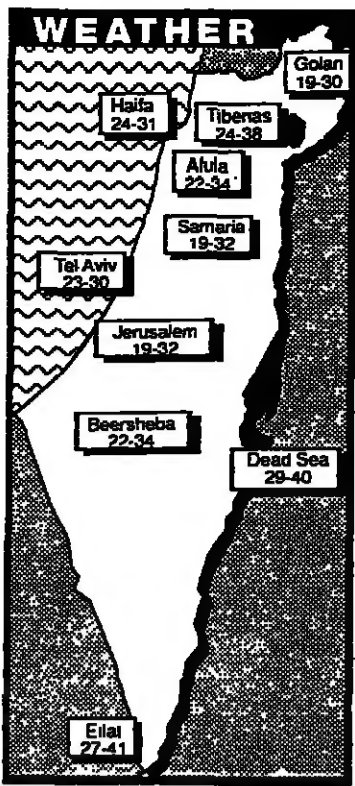 WEATHER
Golan
19-30
Haifa
24-31
Tiberias
24-38
Afula
22-34
Samaria
19-32
Tel Aviv
23-30
Jerusalem
19-32
Beersheba
22-34
Dead Sea
29-40
Eilat
27-41